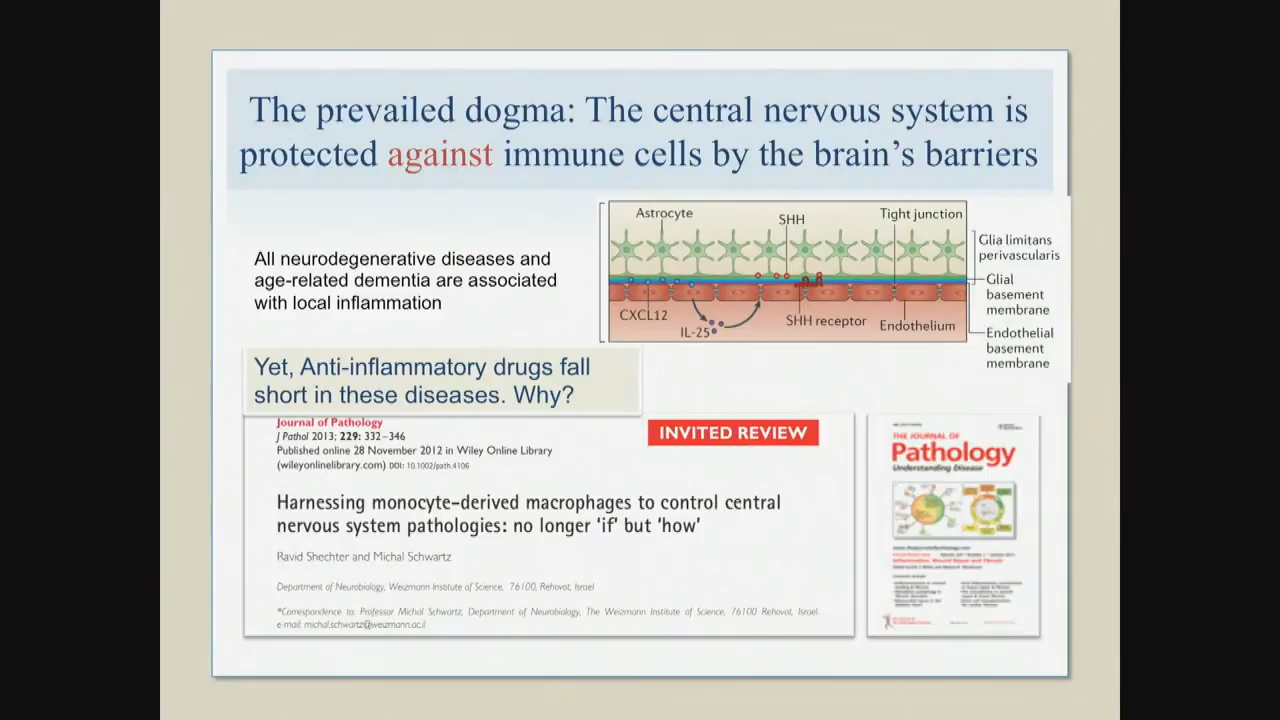 The prevailed dogma: The central nervous system is
protected against immune cells by the brain's barriers
All neurodegenerative diseases and
age-related dementia are associated
with local inflammation
Astrocyte
SHH
Tight junction
Glia limitans
perivascularis
Glial
basement
membrane
CXCL12
IL-25
SHH receptor
Endothelium
Endothelial
basement
membrane
Yet, Anti-inflammatory drugs fall
short in these diseases. Why?
Journal of Pathology
J Pathol 2013; 229: 332–346
Published online 28 November 2012 in Wiley Online Library
(wileyonlinelibrary.com) DOI: 10.1002/path.4106
INVITED REVIEW
Harnessing monocyte-derived macrophages to control central
nervous system pathologies: no longer 'if' but 'how'
Ravid Shechter and Michal Schwartz
Department of Neurobiology, Weizmann Institute of Science, 76100, Rehovot, Israel
*Correspondence to: Professor Michal Schwartz, Department of Neurobiology, The Weizmann Institute of Science, 76100 Rehovot, Israel.
e-mail: michal.schwartz@weizmann.ac.il
THE JOURNAL OF
Pathology
Understanding Disease